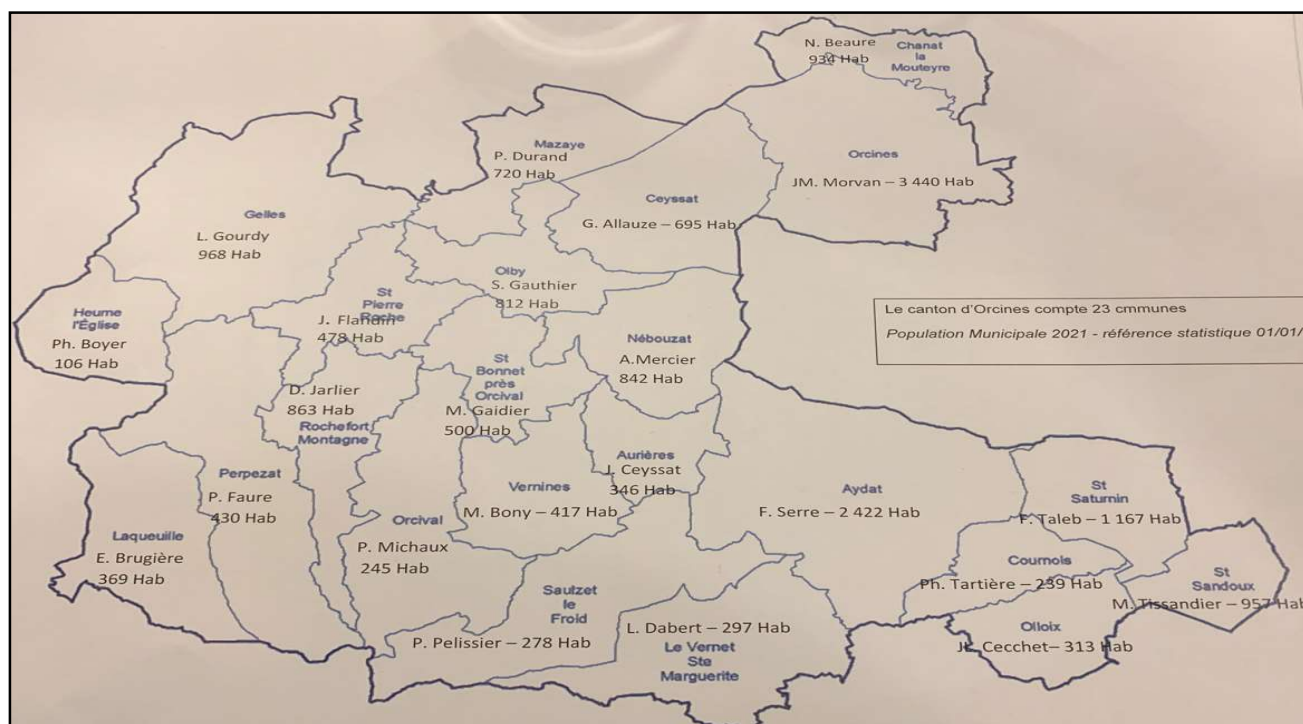 N. Beaure
934 Hab
Chanat
la
Mouteyre
Orcines
JM. Morvan – 3 440 Hab
Mazaye
P. Durand
720 Hab
Ceyssat
G. Allauze – 695 Hab
Gelles
L. Gourdy
968 Hab
Olby
S. Gauthier
812 Hab
St
Pierre
Roche
J. Flandin
478 Hab
Heume
l'Église
Ph. Boyer
106 Hab
Le canton d'Orcines compte 23 cmmunes
Population Municipale 2021 - référence statistique 01/01/
Nébouzat
A.Mercier
842 Hab
St
Bonnet
près
Orcival
M. Gaidier
500 Hab
D. Jarlier
863 Hab
Rochefort
Montagne
Aurières
J. Ceyssat
346 Hab
Perpezat
P. Faure
430 Hab
Vernines
M. Bony – 417 Hab
Aydat
F. Serre – 2 422 Hab
St
Saturnin
F. Taleb – 1 167 Hab
Laqueuille
E. Brugière
369 Hab
Orcival
P. Michaux
245 Hab
Cournols
Ph. Tartière – 239 Hab
St
Sandoux
M. Tissandier – 957 Hab
Saulzet
le
Froid
P. Pelissier – 278 Hab
L. Dabert – 297 Hab
Le Vernet
Ste
Marguerite
Olloix
Cecchet– 313 Hab